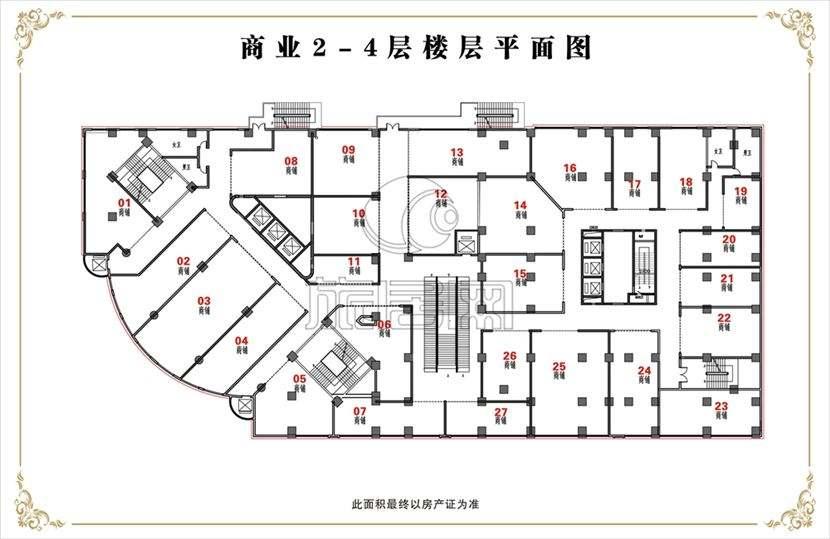 商业2-4层楼层平面图
女卫
男卫
01
商铺
02
商铺
03
商铺
04
商铺
05
商铺
06
商铺
07
商铺
08
商铺
09
商铺
10
商铺
11
商铺
12
商铺
13
商铺
14
商铺
15
商铺
16
商铺
17
商铺
18
商铺
女卫
男卫
19
商铺
20
商铺
21
商铺
22
商铺
23
商铺
24
商铺
25
商铺
26
商铺
27
商铺
此面积最终以房产证为准